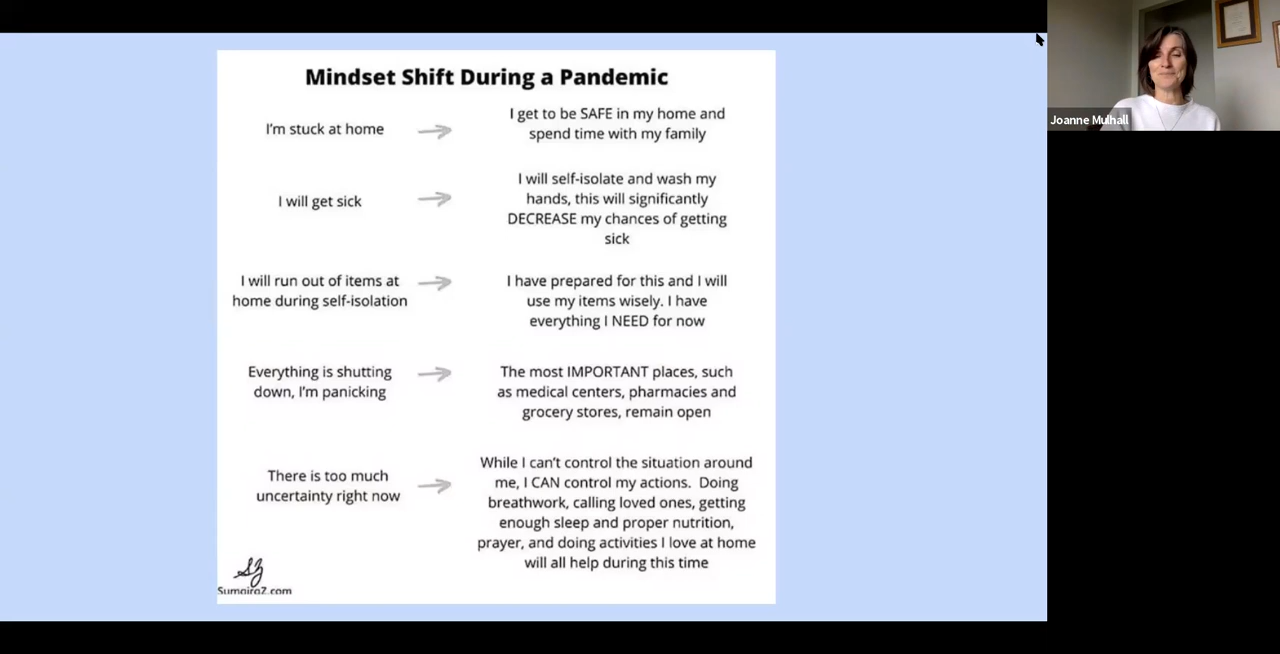 Mindset Shift During a Pandemic
I'm stuck at home
I get to be SAFE in my home and
spend time with my family
I will get sick
I will self-isolate and wash my
hands, this will significantly
DECREASE my chances of getting
sick
I will run out of items at
home during self-isolation
I have prepared for this and I will
use my items wisely. I have
everything I NEED for now
Everything is shutting
down, I'm panicking
The most IMPORTANT places, such
as medical centers, pharmacies and
grocery stores, remain open
There is too much
uncertainty right now
While I can't control the situation around
me, I CAN control my actions.  Doing
breathwork, calling loved ones, getting
enough sleep and proper nutrition,
prayer, and doing activities I love at home
will all help during this time
SZ
SumairaZ.com
Joanne Mulhall